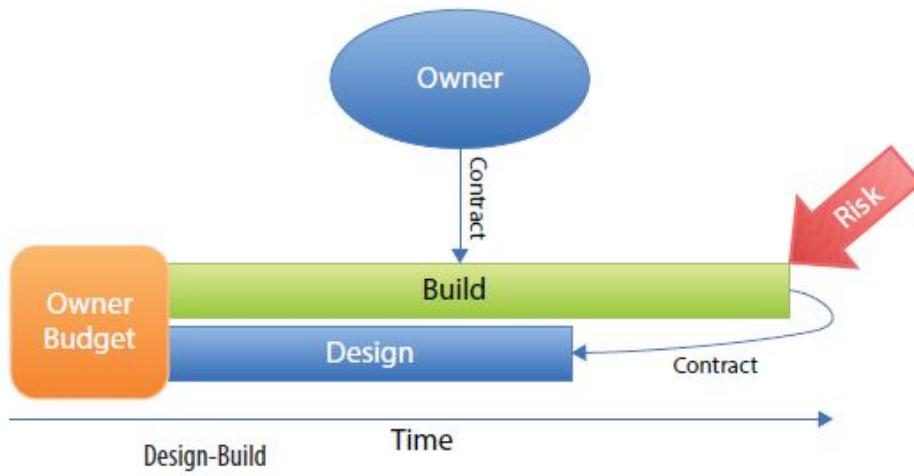 Owner
Contract
Risk
Owner
Budget
Build
Design
Contract
Time
Design-Build